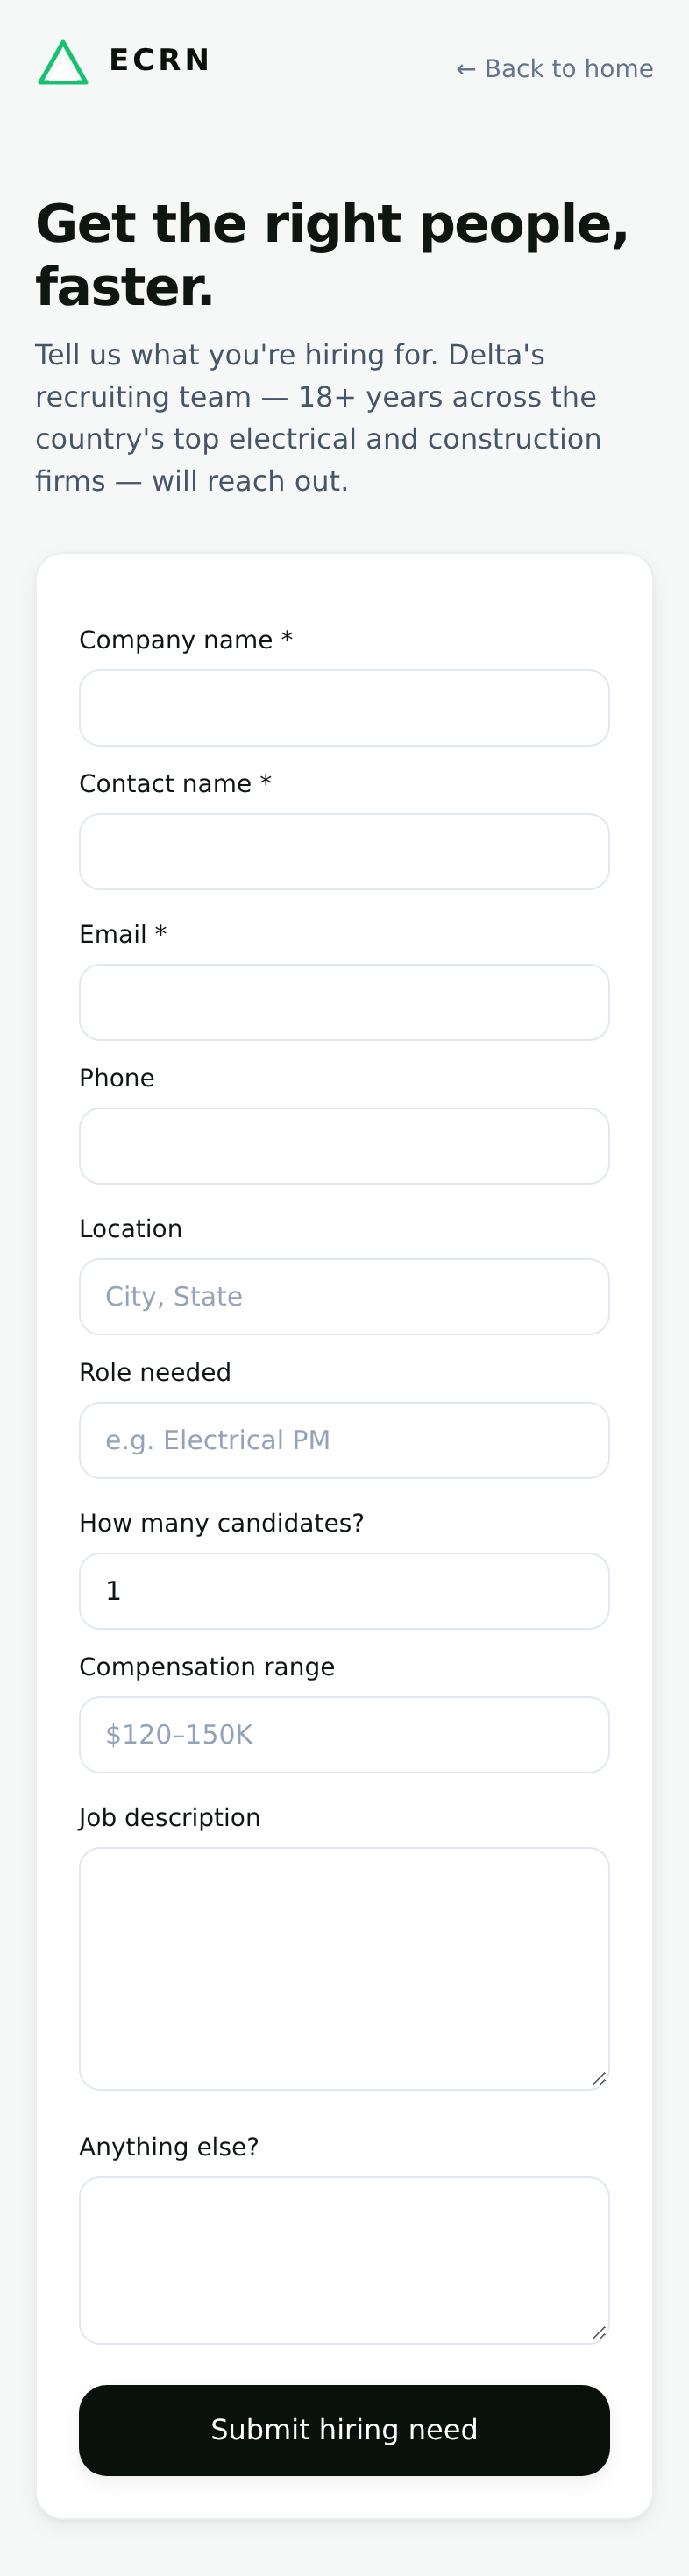 ECRN
← Back to home
Get the right people,
faster.
Tell us what you're hiring for. Delta's
recruiting team — 18+ years across the
country's top electrical and construction
firms — will reach out.
Company name *
Contact name *
Email *
Phone
Location
City, State
Role needed
e.g. Electrical PM
How many candidates?
1
Compensation range
$120–150K
Job description
Anything else?
Submit hiring need